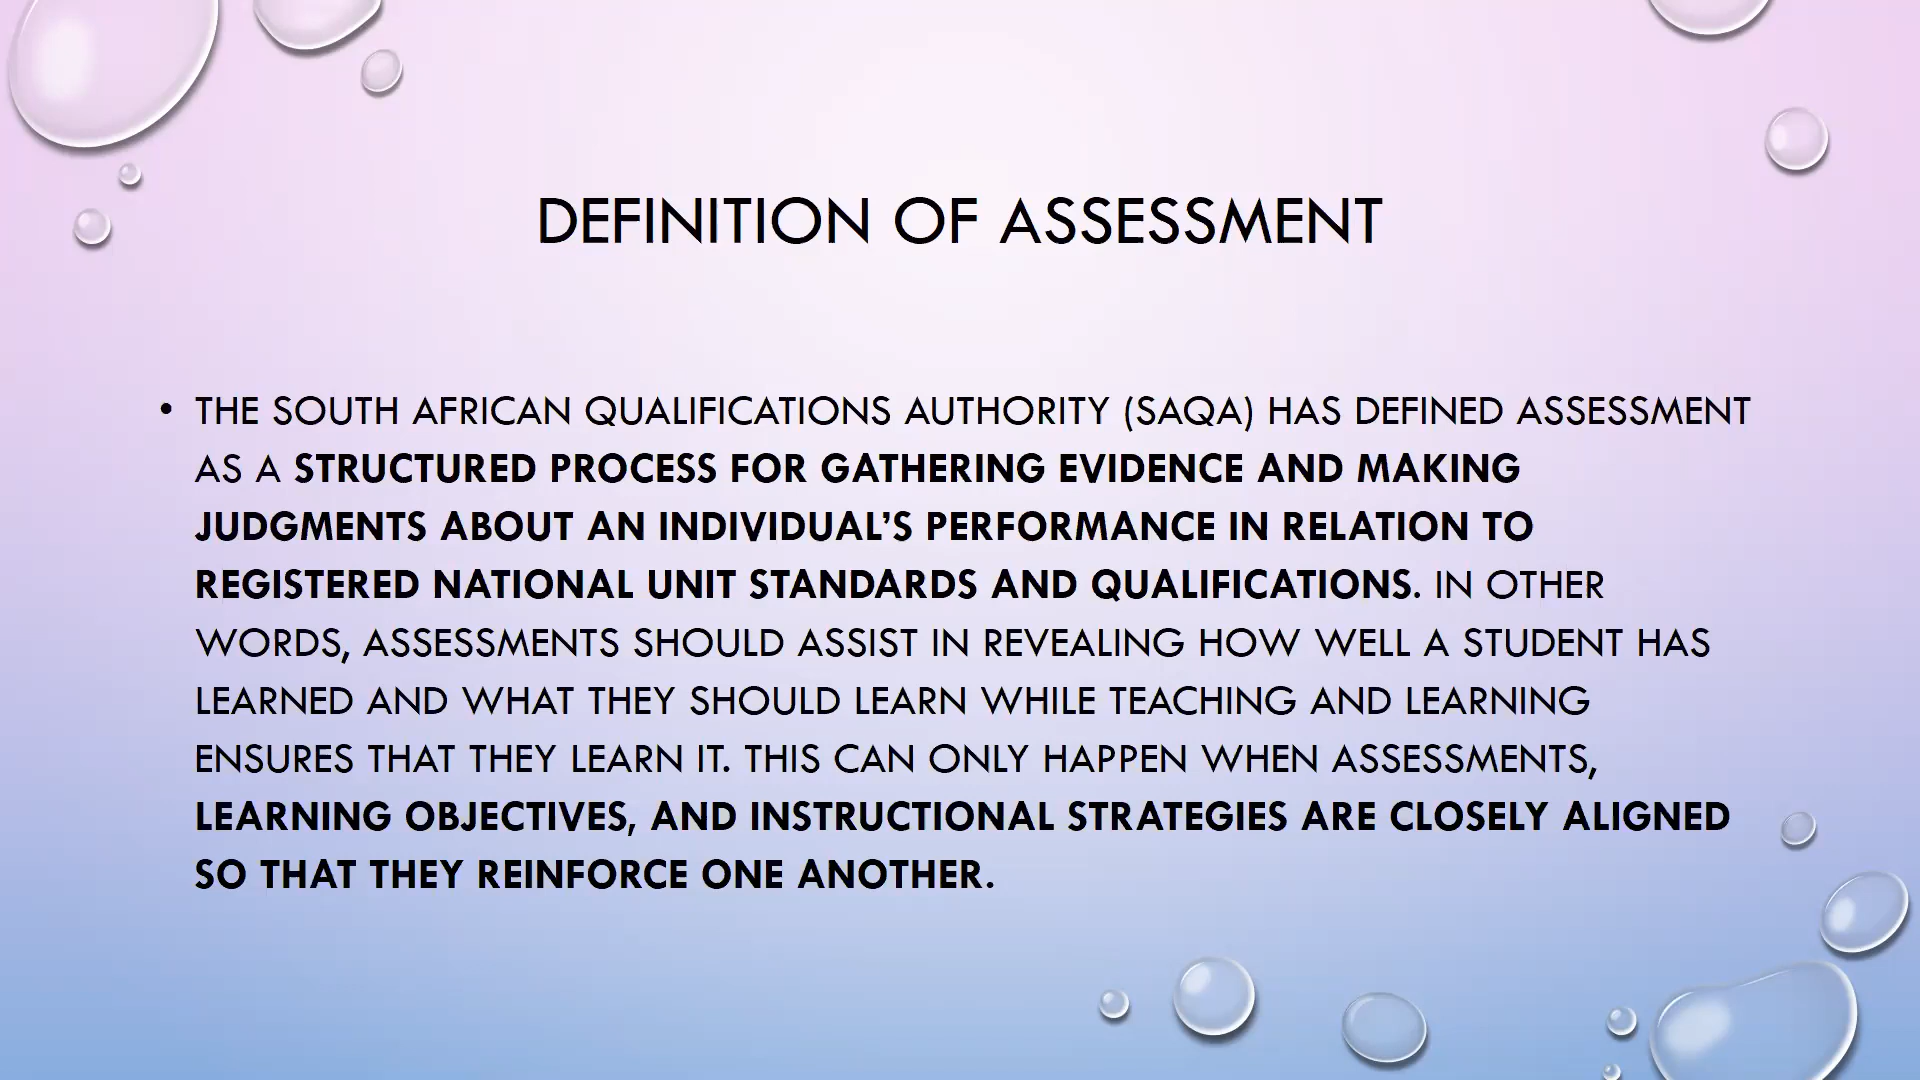 DEFINITION OF ASSESSMENT
• THE SOUTH AFRICAN QUALIFICATIONS AUTHORITY (SAQA) HAS DEFINED ASSESSMENT
AS A STRUCTURED PROCESS FOR GATHERING EVIDENCE AND MAKING
JUDGMENTS ABOUT AN INDIVIDUAL’S PERFORMANCE IN RELATION TO
REGISTERED NATIONAL UNIT STANDARDS AND QUALIFICATIONS. IN OTHER
WORDS, ASSESSMENTS SHOULD ASSIST IN REVEALING HOW WELL A STUDENT HAS
LEARNED AND WHAT THEY SHOULD LEARN WHILE TEACHING AND LEARNING
ENSURES THAT THEY LEARN IT. THIS CAN ONLY HAPPEN WHEN ASSESSMENTS,
LEARNING OBJECTIVES, AND INSTRUCTIONAL STRATEGIES ARE CLOSELY ALIGNED
SO THAT THEY REINFORCE ONE ANOTHER.